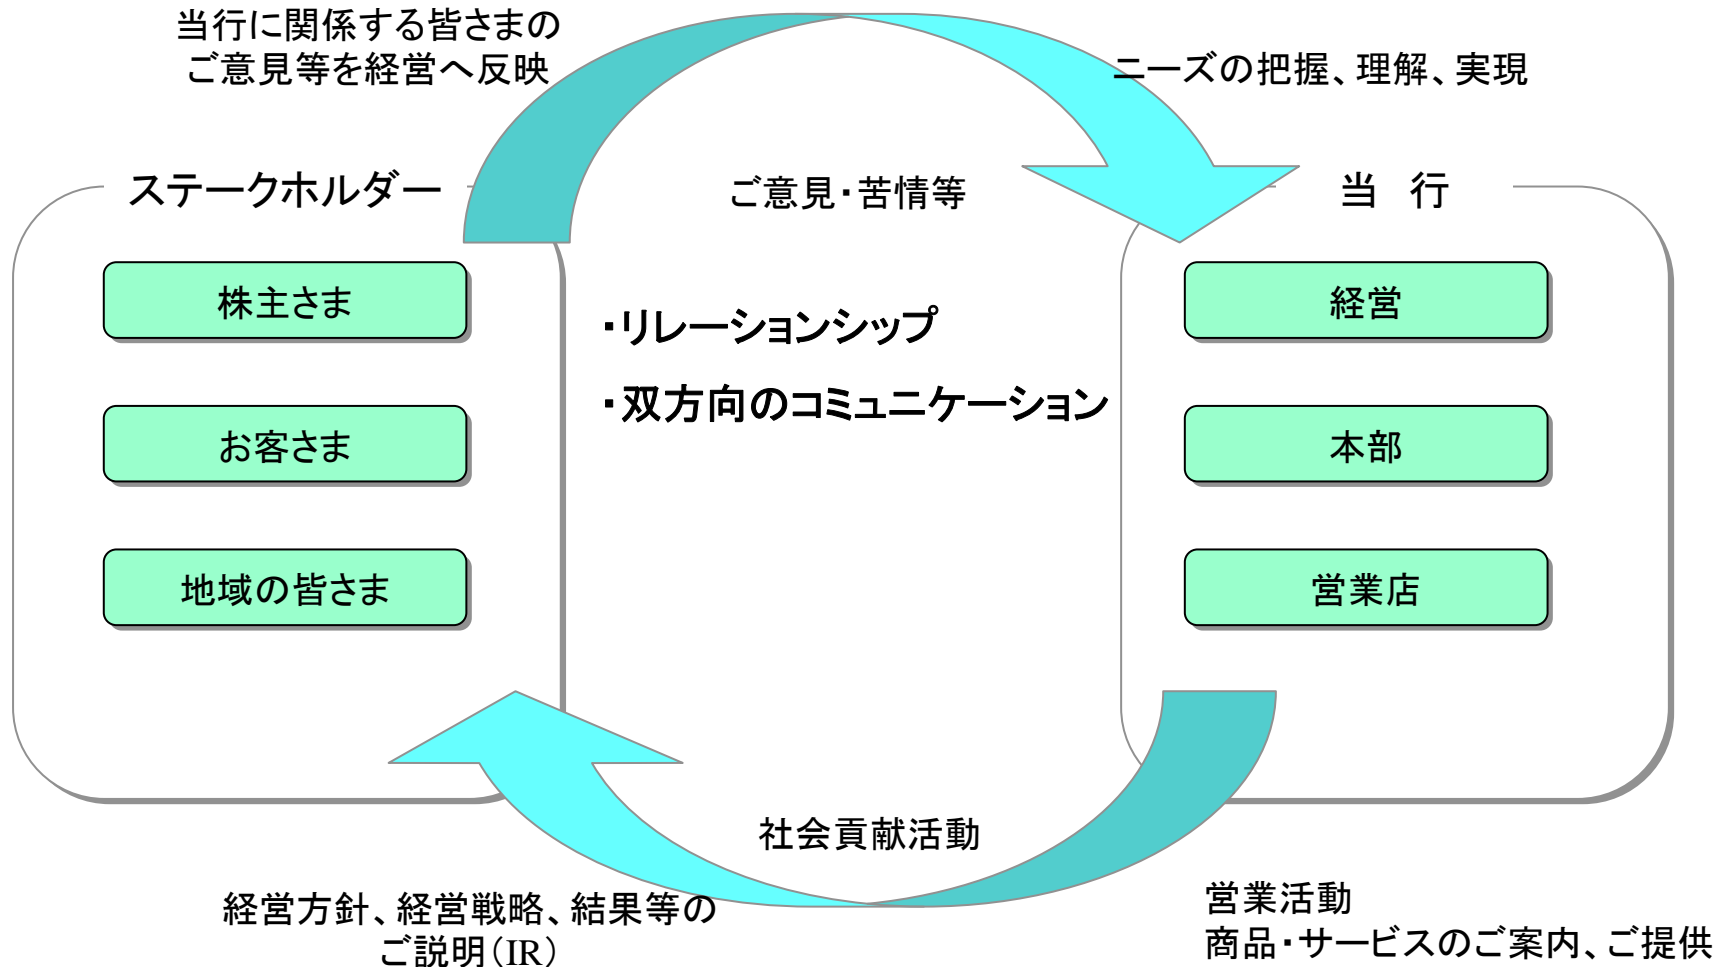 当行に関係する皆さまの
ご意見等を経営へ反映
ニーズの把握、理解、実現
ステークホルダー
ご意見・苦情等
当 行
株主さま
経営
・リレーションシップ
・双方向のコミュニケーション
お客さま
本部
地域の皆さま
営業店
社会貢献活動
経営方針、経営戦略、結果等の
ご説明(IR)
営業活動
商品・サービスのご案内、ご提供